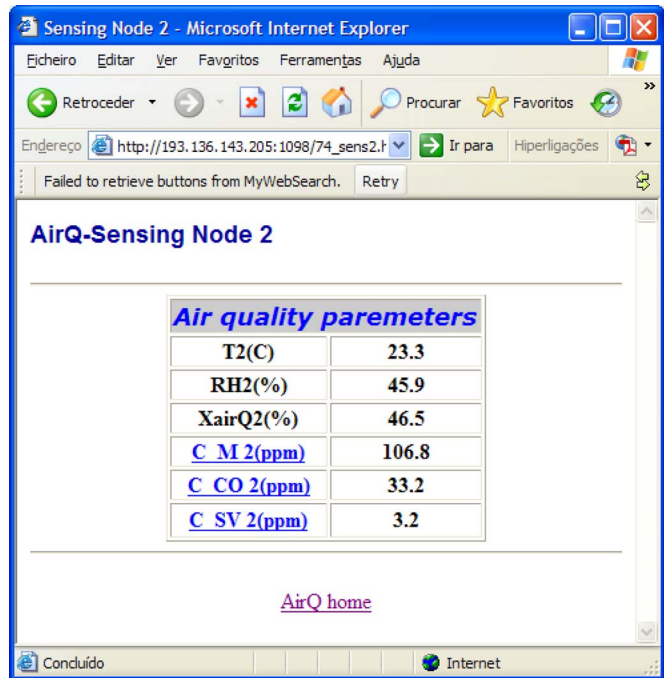 Sensing Node 2 - Microsoft Internet Explorer
Ficheiro Editar Ver Favoritos Ferramentas Ajuda
Retroceder Procurar Favoritos »
Endereço http://193.136.143.205:1098/74_sens2.h Ir para Hiperligações
Failed to retrieve buttons from MyWebSearch. Retry
AirQ-Sensing Node 2
Air quality paremeters
T2(C) 23.3
RH2(%) 45.9
XairQ2(%) 46.5
C_M 2(ppm) 106.8
C_CO 2(ppm) 33.2
C_SV 2(ppm) 3.2
AirQ home
Concluído Internet